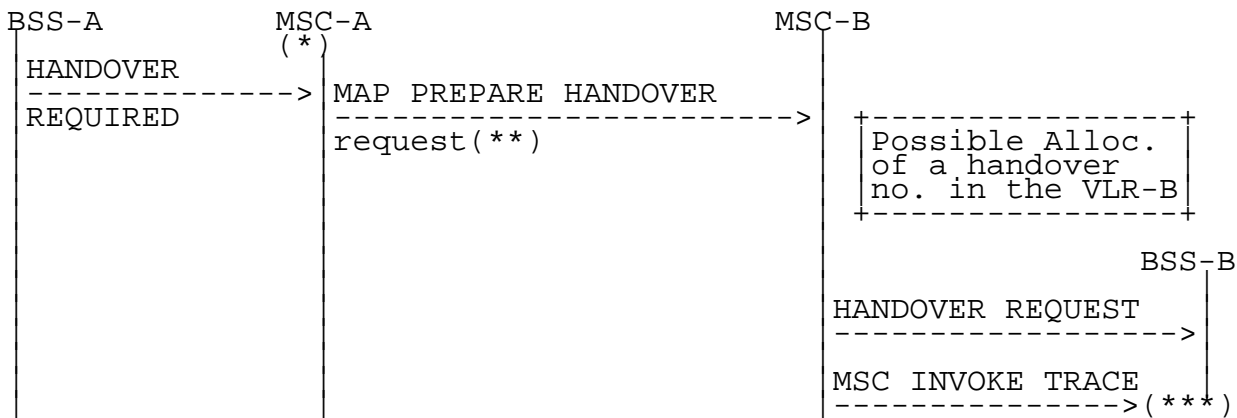 BSS-A MSC-A MSC-B
(*)
HANDOVER
REQUIRED
MAP PREPARE HANDOVER
request(**)
Possible Alloc.
of a handover
no. in the VLR-B
BSS-B
HANDOVER REQUEST
MSC INVOKE TRACE
(***)